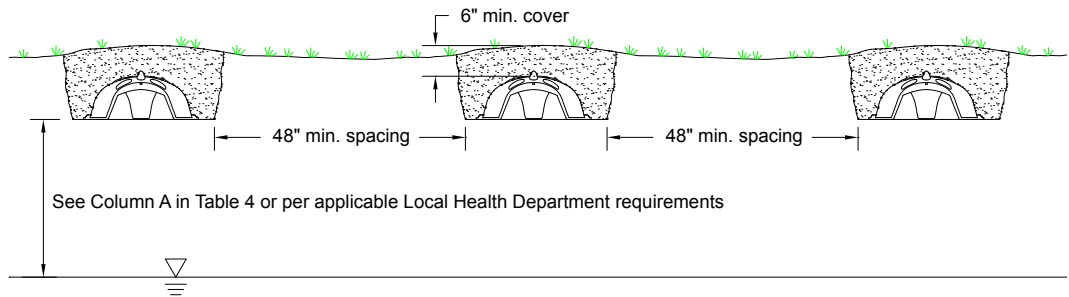 6" min. cover
48" min. spacing
48" min. spacing
See Column A in Table 4 or per applicable Local Health Department requirements